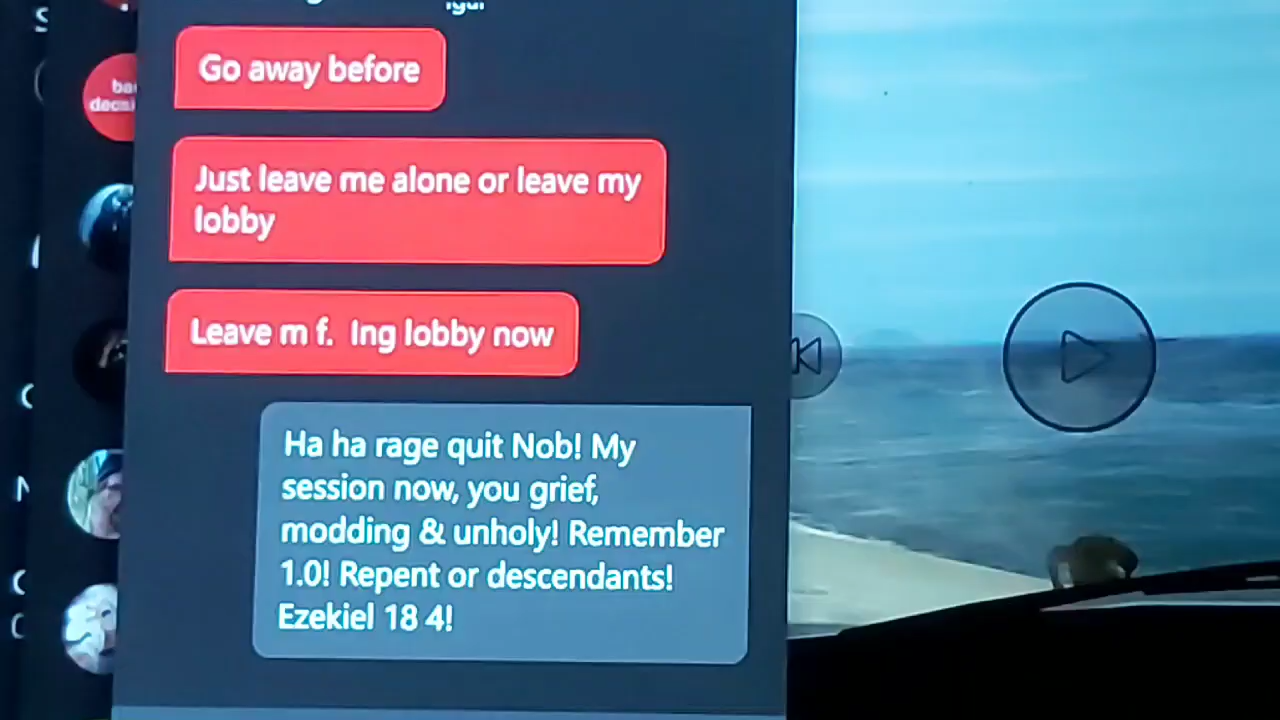 Go away before
Just leave me alone or leave my
lobby
Leave m f.  Ing lobby now
Ha ha rage quit Nob! My
session now, you grief,
modding & unholy! Remember
1.0! Repent or descendants!
Ezekiel 18 4!